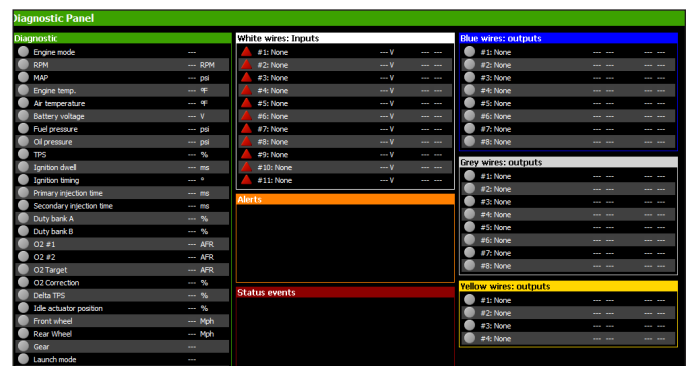 Diagnostic Panel
Diagnostic
Engine mode ---
RPM --- RPM
MAP --- psi
Engine temp. --- ºF
Air temperature --- ºF
Battery voltage --- V
Fuel pressure --- psi
Oil pressure --- psi
TPS --- %
Ignition dwell --- ms
Ignition timing --- º
Primary injection time --- ms
Secondary injection time --- ms
Duty bank A --- %
Duty bank B --- %
O2 #1 --- AFR
O2 #2 --- AFR
O2 Target --- AFR
O2 Correction --- %
Delta TPS --- %
Idle actuator position --- %
Front wheel --- Mph
Rear Wheel --- Mph
Gear ---
Launch mode ---
White wires: Inputs
#1: None --- V --- ---
#2: None --- V --- ---
#3: None --- V --- ---
#4: None --- V --- ---
#5: None --- V --- ---
#6: None --- V --- ---
#7: None --- V --- ---
#8: None --- V --- ---
#9: None --- V --- ---
#10: None --- V --- ---
#11: None --- V --- ---
Alerts
Status events
Blue wires: outputs
#1: None --- --- --- ---
#2: None --- --- --- ---
#3: None --- --- --- ---
#4: None --- --- --- ---
#5: None --- --- --- ---
#6: None --- --- --- ---
#7: None --- --- --- ---
#8: None --- --- --- ---
Grey wires: outputs
#1: None --- --- --- ---
#2: None --- --- --- ---
#3: None --- --- --- ---
#4: None --- --- --- ---
#5: None --- --- --- ---
#6: None --- --- --- ---
#7: None --- --- --- ---
#8: None --- --- --- ---
Yellow wires: outputs
#1: None --- --- --- ---
#2: None --- --- --- ---
#3: None --- --- --- ---
#4: None --- --- --- ---